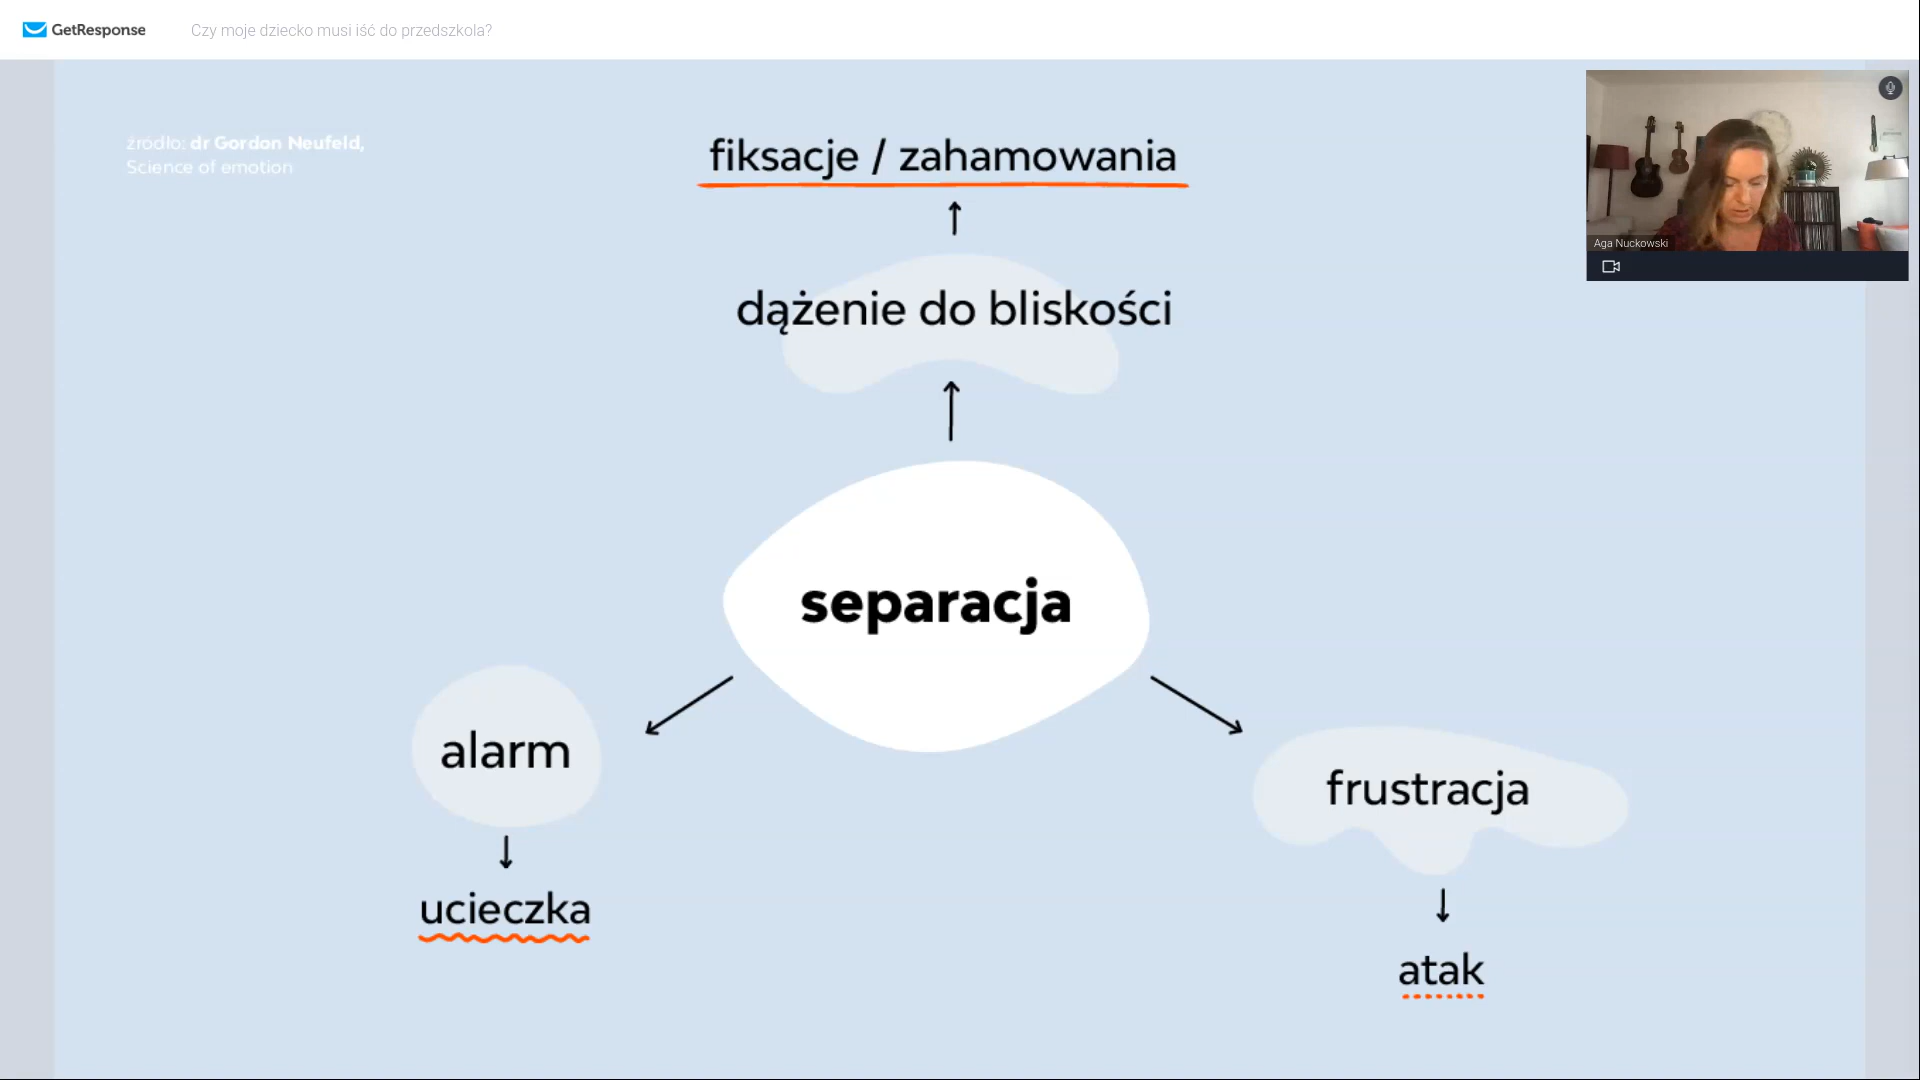 GetResponse
Czy moje dziecko musi iść do przedszkola?
źródło: dr Gordon Neufeld,
Science of emotion
fiksacje / zahamowania
Aga Nuckowski
dążenie do bliskości
separacja
alarm
frustracja
ucieczka
atak